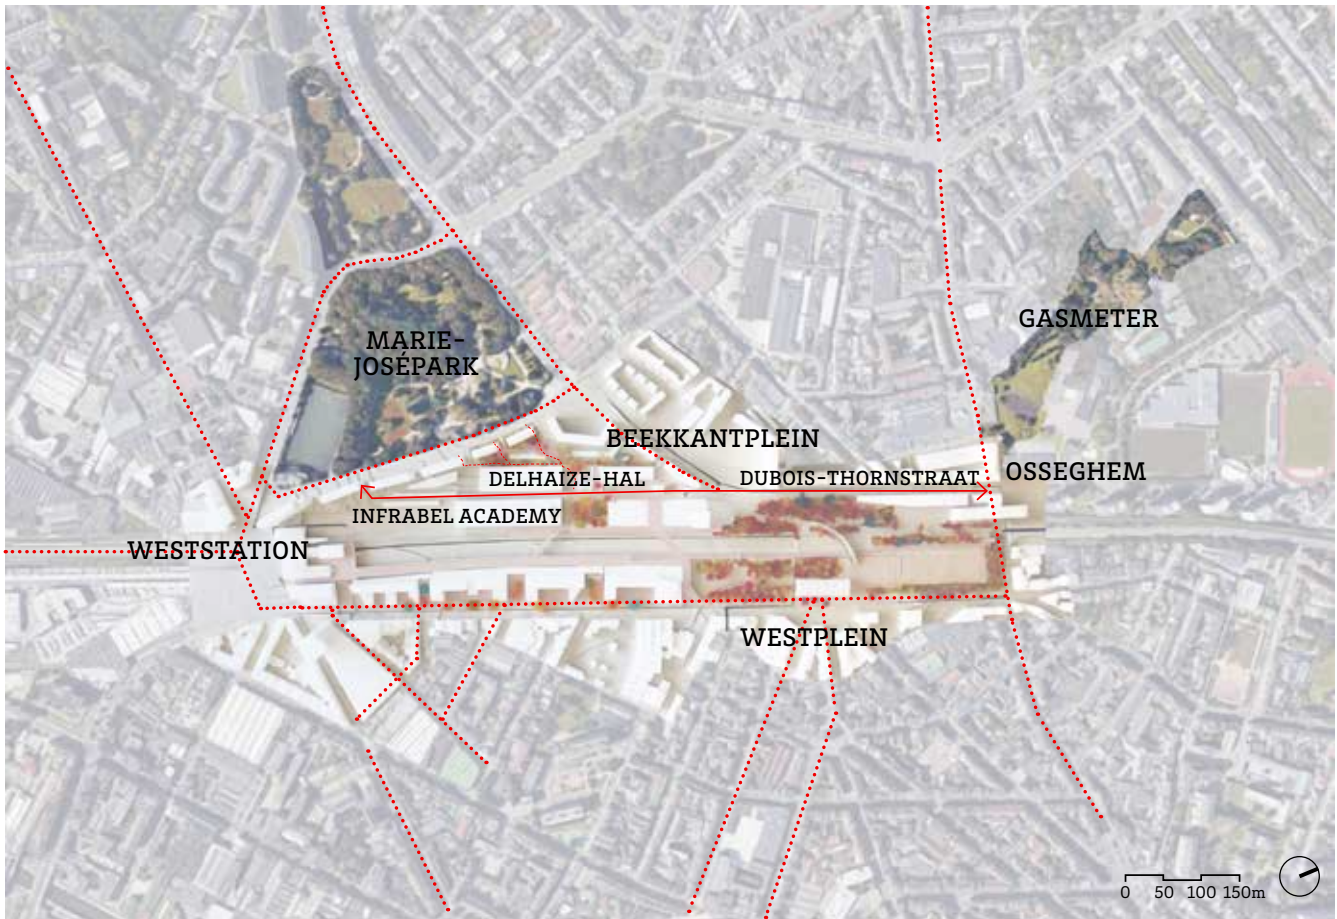 GASMETER
MARIE-
JOSÉPARK
BEEKKANTPLEIN
OSSEGHEM
DELHAIZE-HAL
DUBOIS-THORNSTRAAT
INFRABEL ACADEMY
WESTSTATION
WESTPLEIN
0 50 100 150m